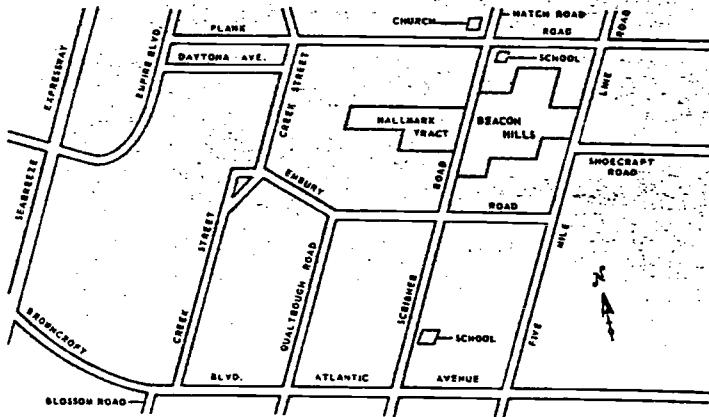 CHURCH
HATCH ROAD
ROAD
PLANK
ROAD
DAYTONA AVE.
SCHOOL
EXPRESSWAY
EMPIRE BLVD.
CREEK STREET
LINE
HALLMARK
TRACT
BEACON
HILLS
SHOECRAFT
ROAD
EMBURY
ROAD
ROAD
SEABREEZE
STREET
QUALTROUGH ROAD
SCRIBNER
MILE
BROWNCROFT
CREEK
SCHOOL
FIVE
N
BLVD.
ATLANTIC
AVENUE
BLOSSOM ROAD